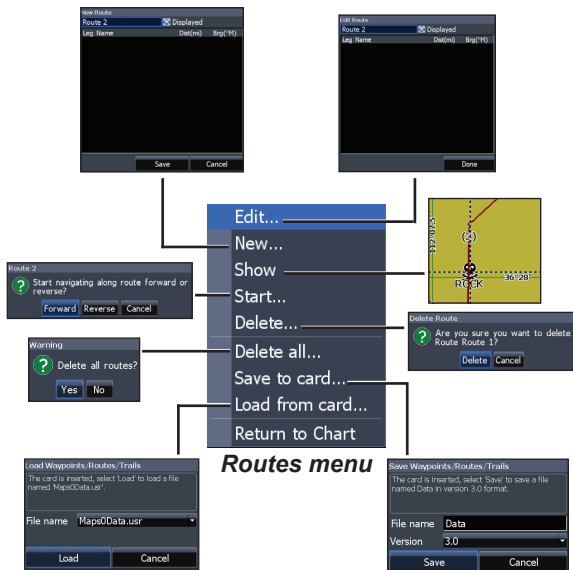 New Route
Route 2 Displayed
Leg Name Dist(mi) Brg(°M)
Save Cancel
Edit Route
Route 2 Displayed
Leg Name Dist(mi) Brg(°M)
Done
Edit...
New...
Show
Start...
Delete...
Delete all...
Save to card...
Load from card...
Return to Chart
Routes menu
112°07.5'
(2)
36°28'
ROCK
Route 2
Start navigating along route forward or
reverse?
Forward Reverse Cancel
Delete Route
Are you sure you want to delete
Route Route 1?
Delete Cancel
Warning
Delete all routes?
Yes No
Load Waypoints/Routes/Trails
The card is inserted, select 'Load' to load a file
named 'Maps0Data.usr'.
File name Maps0Data.usr
Load Cancel
Save Waypoints/Routes/Trails
The card is inserted, select 'Save' to save a file
named Data in version 3.0 format.
File name Data
Version 3.0
Save Cancel